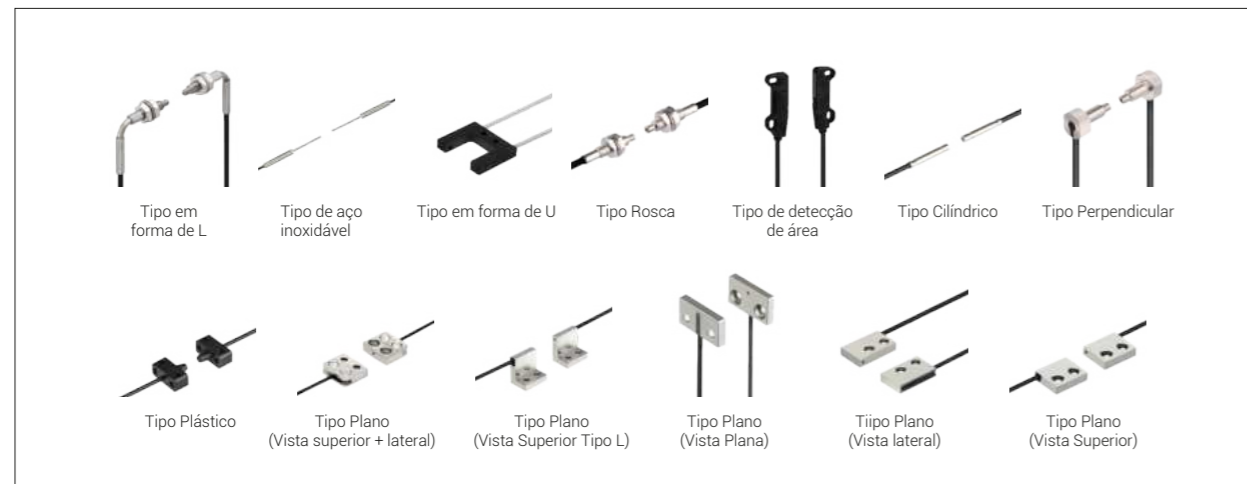 Tipo em
forma de L
Tipo de aço
inoxidável
Tipo em forma de U
Tipo Rosca
Tipo de detecção
de área
Tipo Cilíndrico
Tipo Perpendicular
Tipo Plástico
Tipo Plano
(Vista superior + lateral)
Tipo Plano
(Vista Superior Tipo L)
Tipo Plano
(Vista Plana)
Tiipo Plano
(Vista lateral)
Tipo Plano
(Vista Superior)